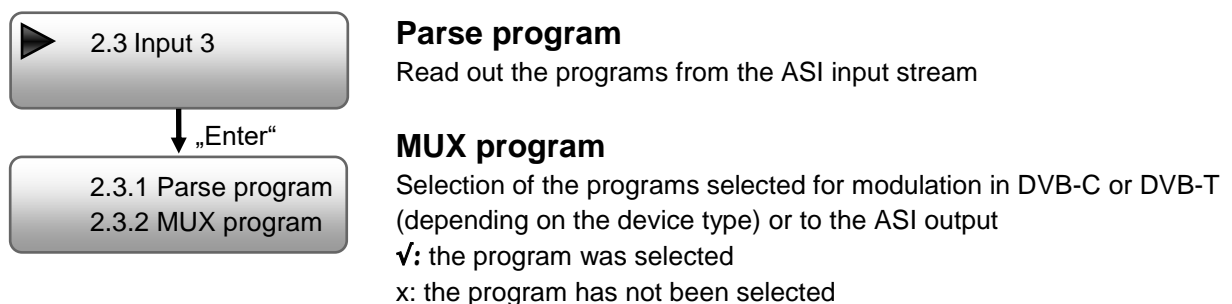 2.3 Input 3
„Enter“
2.3.1 Parse program
2.3.2 MUX program
Parse program
Read out the programs from the ASI input stream
MUX program
Selection of the programs selected for modulation in DVB-C or DVB-T
(depending on the device type) or to the ASI output
√: the program was selected
x: the program has not been selected